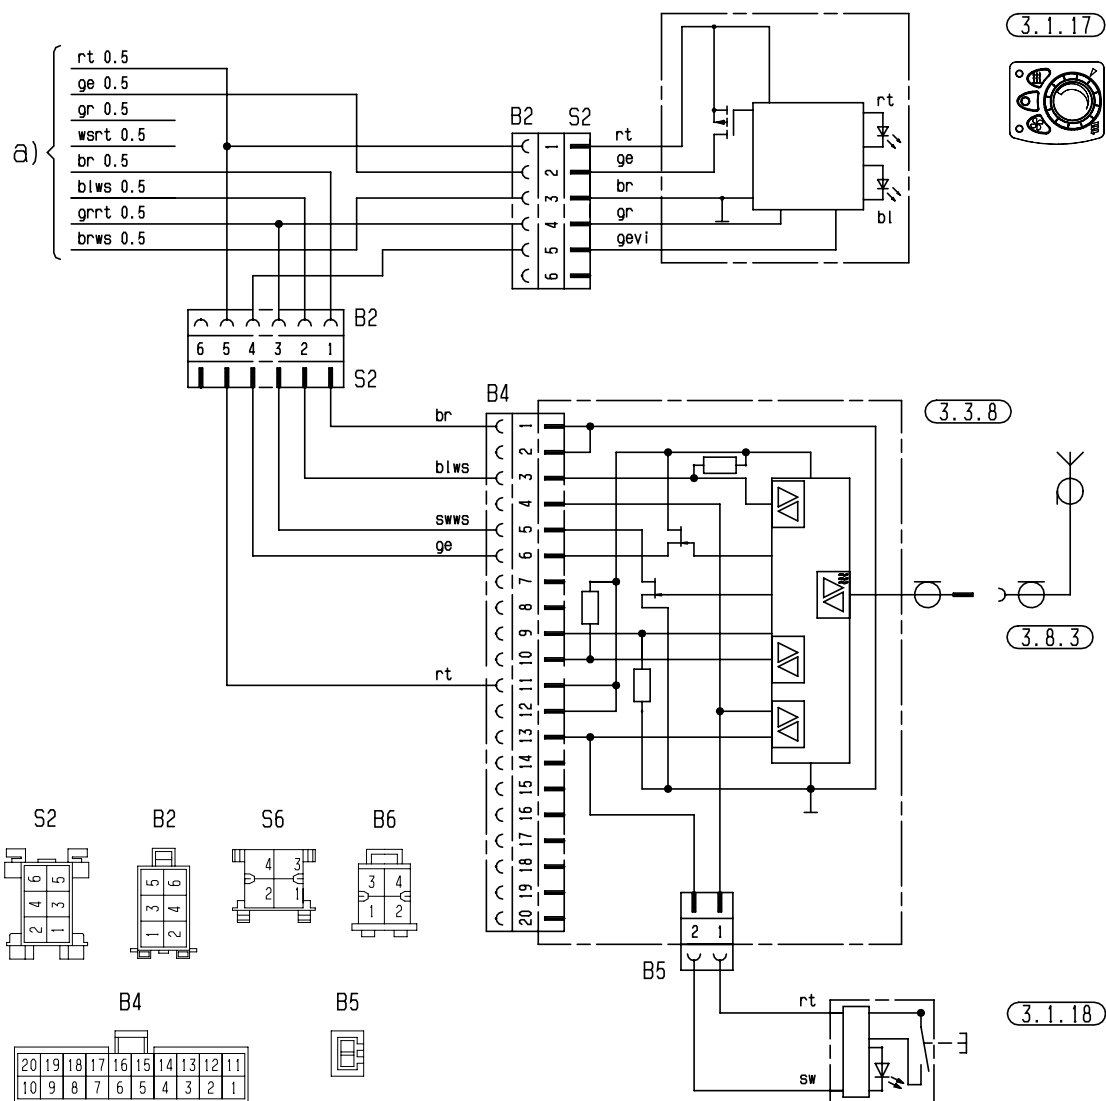 3.1.17
a)
rt 0.5
ge 0.5
gr 0.5
wsrt 0.5
br 0.5
blws 0.5
grrt 0.5
brws 0.5
B2 S2
1
2
3
4
5
6
rt
ge
br
gr
gevi
rt
bl
B2
6 5 4 3 2 1
S2
B4
3.3.8
br
blws
swws
ge
rt
1
2
3
4
5
6
7
8
9
10
11
12
13
14
15
16
17
18
19
20
3.8.3
S2 B2 S6 B6
6 5
4 3
2 1
5 6
3 4
1 2
4 3
2 1
3 4
1 2
2 1
B5
B4 B5
20 19 18 17 16 15 14 13 12 11
10 9 8 7 6 5 4 3 2 1
rt
sw
3.1.18